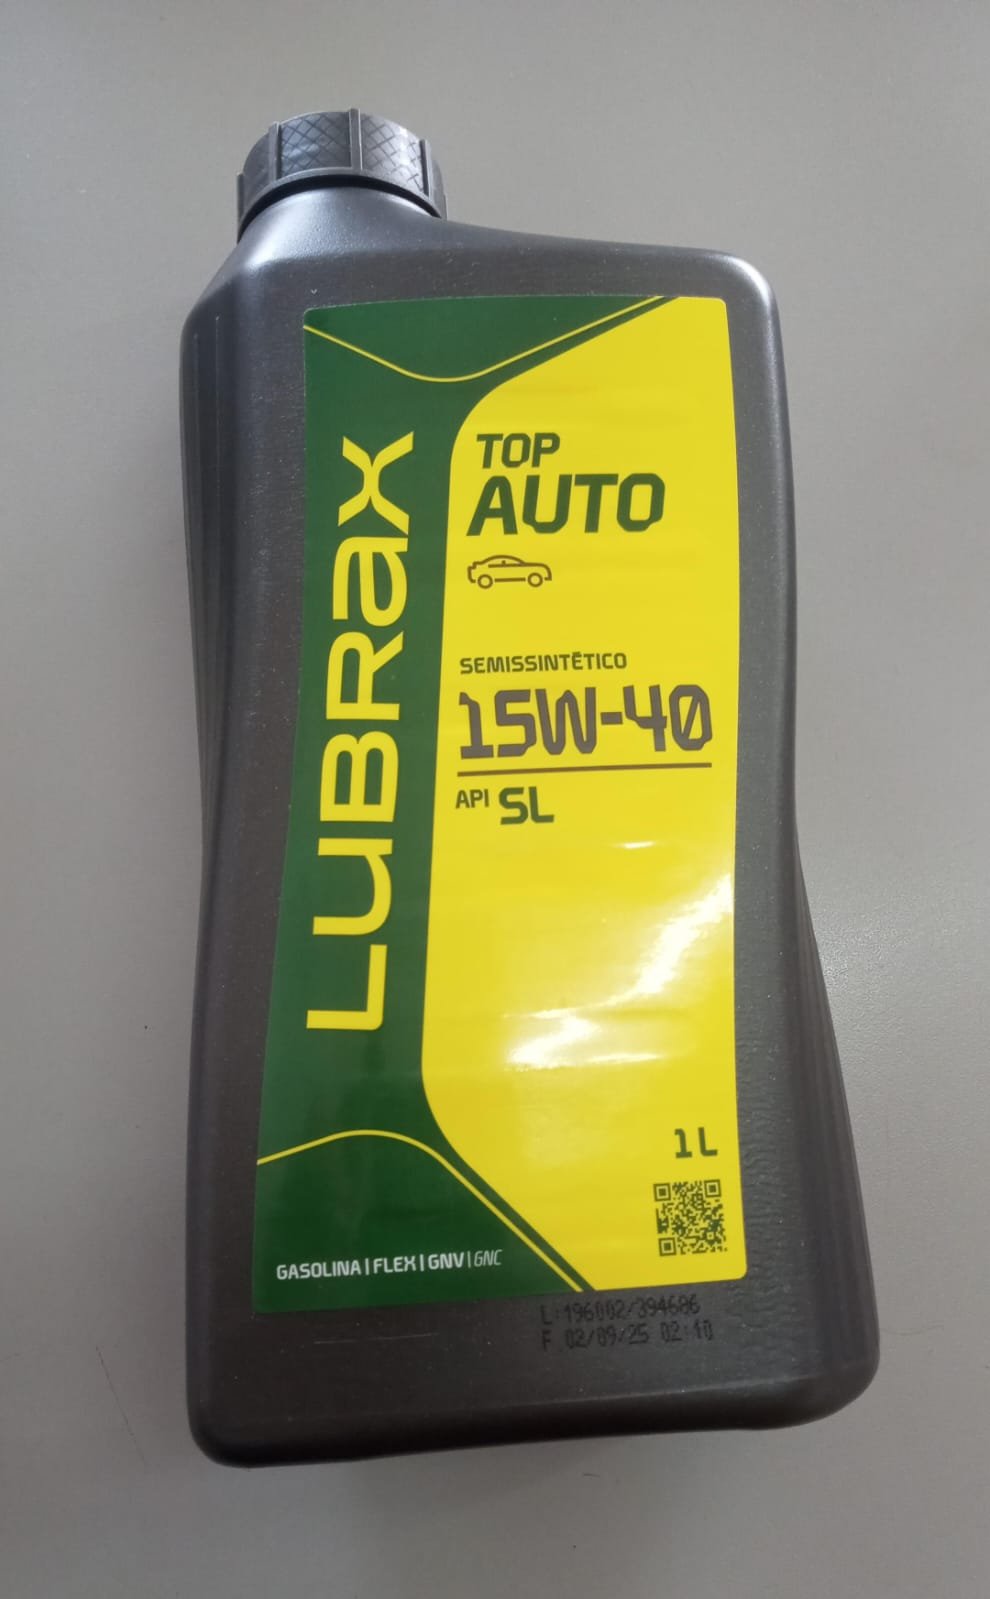 LUBRAX
TOP
AUTO
SEMISSINTÉTICO
15W-40
API SL
1 L
GASOLINA | FLEX | GNV | GNC
L:196002/394686
F 02/09/25 02:10